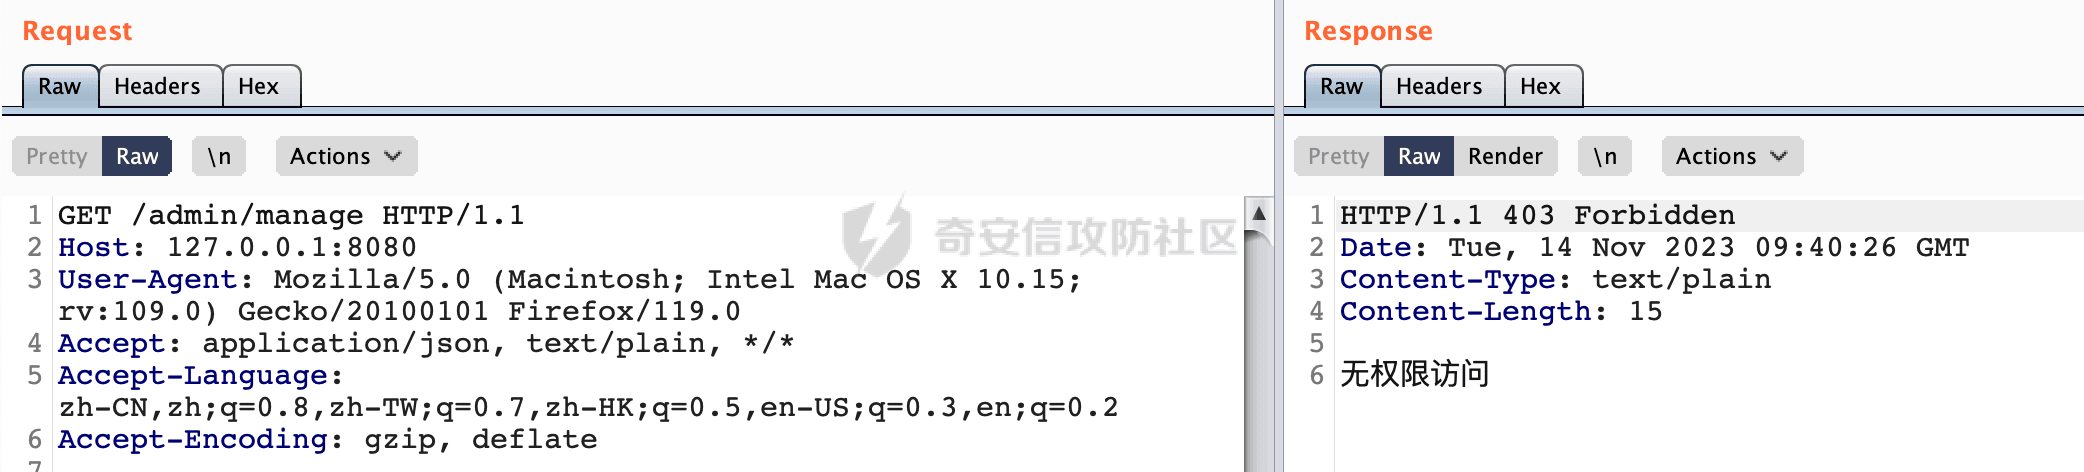 Request
Raw Headers Hex
Pretty Raw \n Actions
1 GET /admin/manage HTTP/1.1
2 Host: 127.0.0.1:8080
3 User-Agent: Mozilla/5.0 (Macintosh; Intel Mac OS X 10.15;
rv:109.0) Gecko/20100101 Firefox/119.0
4 Accept: application/json, text/plain, */*
5 Accept-Language:
zh-CN,zh;q=0.8,zh-TW;q=0.7,zh-HK;q=0.5,en-US;q=0.3,en;q=0.2
6 Accept-Encoding: gzip, deflate
7
奇安信攻防社区
Response
Raw Headers Hex
Pretty Raw Render \n Actions
1 HTTP/1.1 403 Forbidden
2 Date: Tue, 14 Nov 2023 09:40:26 GMT
3 Content-Type: text/plain
4 Content-Length: 15
5
6 无权限访问